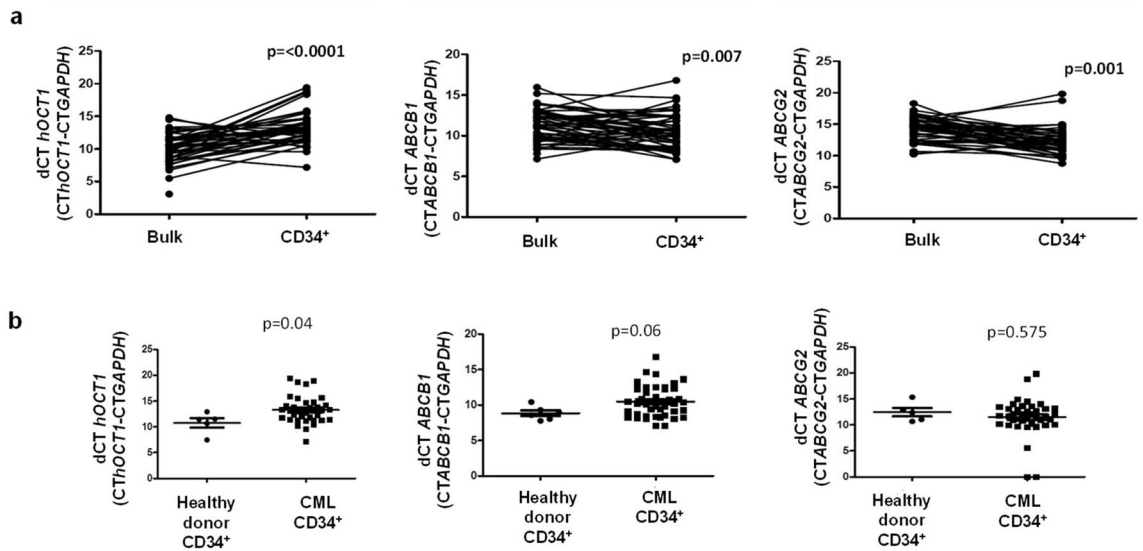 a
dCT hOCT1
(CThOCT1-CTGAPDH)
25
20
15
10
5
0
p=<0.0001
Bulk
CD34+
dCT ABCB1
(CTABCB1-CTGAPDH)
20
15
10
5
0
p=0.007
Bulk
CD34+
dCT ABCG2
(CTABCG2-CTGAPDH)
25
20
15
10
5
0
p=0.001
Bulk
CD34+
b
dCT hOCT1
(CThOCT1-CTGAPDH)
25
20
15
10
5
0
p=0.04
Healthy
donor
CD34+
CML
CD34+
dCT ABCB1
(CTABCB1-CTGAPDH)
20
15
10
5
0
p=0.06
Healthy
donor
CD34+
CML
CD34+
dCT ABCG2
(CTABCG2-CTGAPDH)
25
20
15
10
5
0
p=0.575
Healthy
donor
CD34+
CML
CD34+